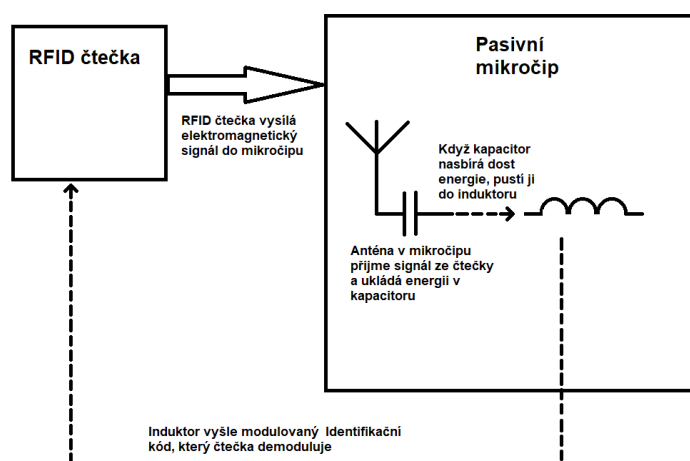 RFID čtečka
Pasivní
mikročip
RFID čtečka vysílá
elektromagnetický
signál do mikročipu
Když kapacitor
nasbírá dost
energie, pustí ji
do induktoru
Anténa v mikročipu
přijme signál ze čtečky
a ukládá energii v
kapacitoru
Induktor vyšle modulovaný Identifikační
kód, který čtečka demoduluje